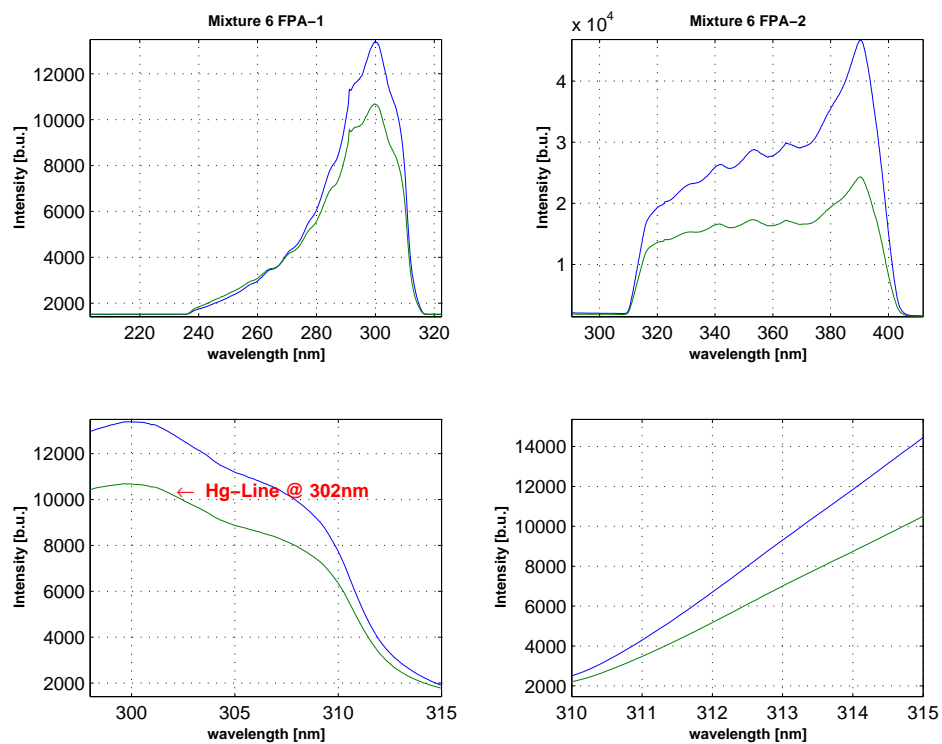 Mixture 6 FPA−1
Intensity [b.u.]
12000
10000
8000
6000
4000
2000
220 240 260 280 300 320
wavelength [nm]
Mixture 6 FPA−2
x 10^4
Intensity [b.u.]
4
3
2
1
300 320 340 360 380 400
wavelength [nm]
Intensity [b.u.]
12000
10000
8000
6000
4000
2000
← Hg−Line @ 302nm
300 305 310 315
wavelength [nm]
Intensity [b.u.]
14000
12000
10000
8000
6000
4000
2000
310 311 312 313 314 315
wavelength [nm]